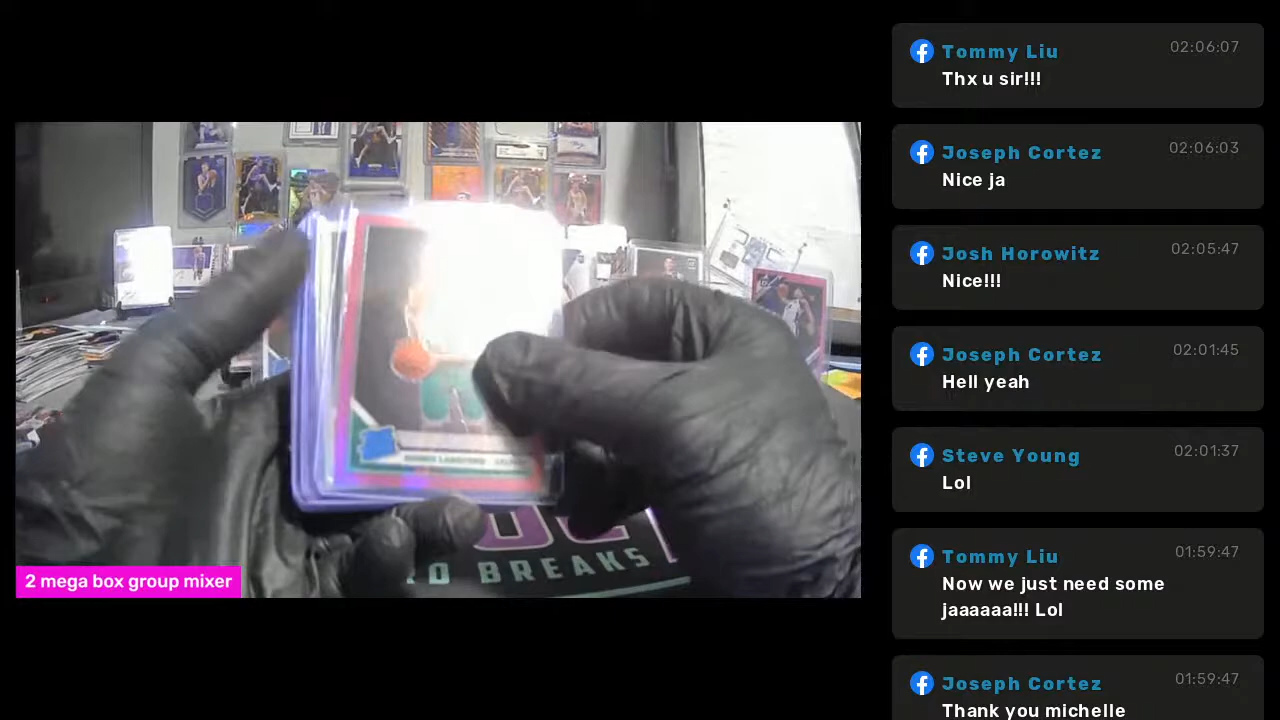 Tommy Liu
02:06:07
Thx u sir!!!
Joseph Cortez
02:06:03
Nice ja
Josh Horowitz
02:05:47
Nice!!!
Joseph Cortez
02:01:45
Hell yeah
Steve Young
02:01:37
Lol
Tommy Liu
01:59:47
Now we just need some
jaaaaaa!!! Lol
Joseph Cortez
01:59:47
Thank you michelle
BREAKS
2 mega box group mixer